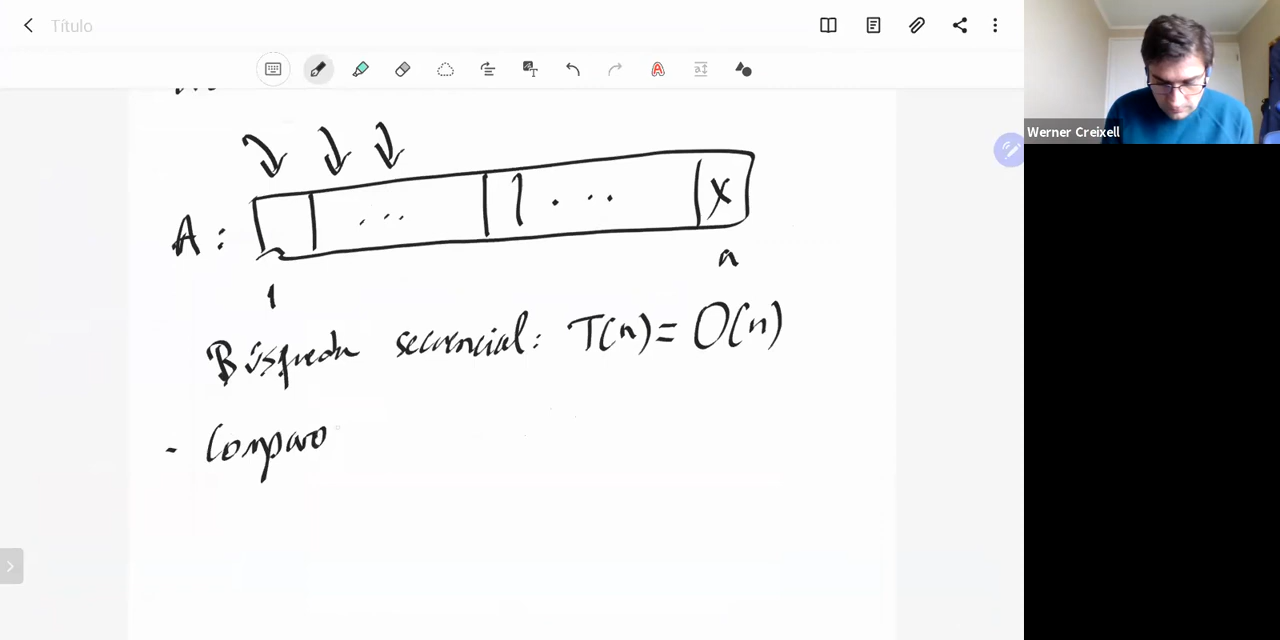 Título
Werner Creixell
A: ... ... x
1 n
Búsqueda secuencial: T(n) = O(n)
- Comparo